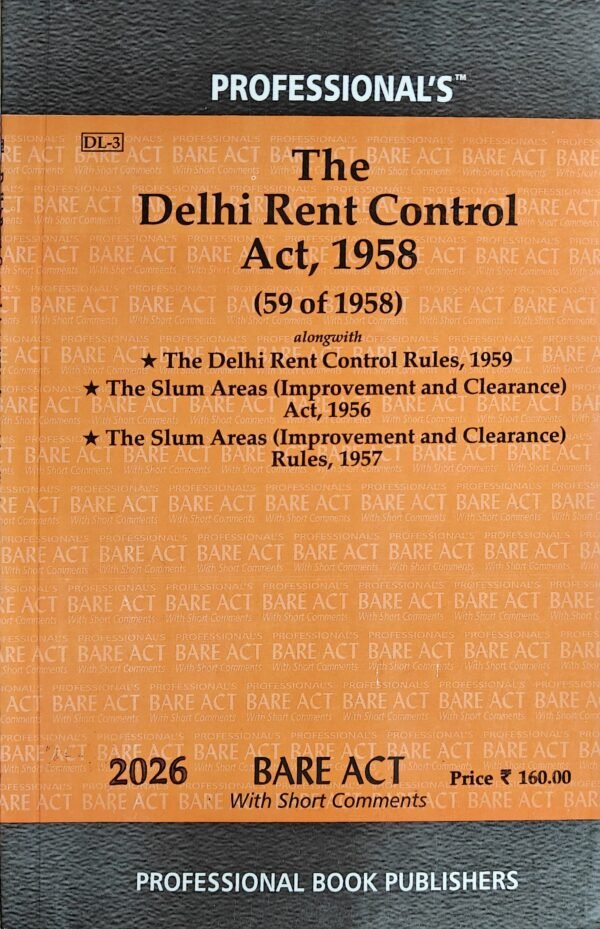 PROFESSIONAL'S™
DL-3
The
Delhi Rent Control
Act, 1958
(59 of 1958)
alongwith
★ The Delhi Rent Control Rules, 1959
★ The Slum Areas (Improvement and Clearance)
Act, 1956
★ The Slum Areas (Improvement and Clearance)
Rules, 1957
2026 BARE ACT Price ₹ 160.00
With Short Comments
PROFESSIONAL BOOK PUBLISHERS